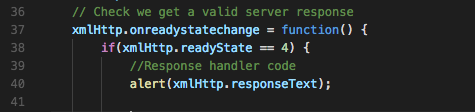 36 // Check we get a valid server response
37 xmlHttp.onreadystatechange = function() {
38 if(xmlHttp.readyState == 4) {
39 //Response handler code
40 alert(xmlHttp.responseText);
41